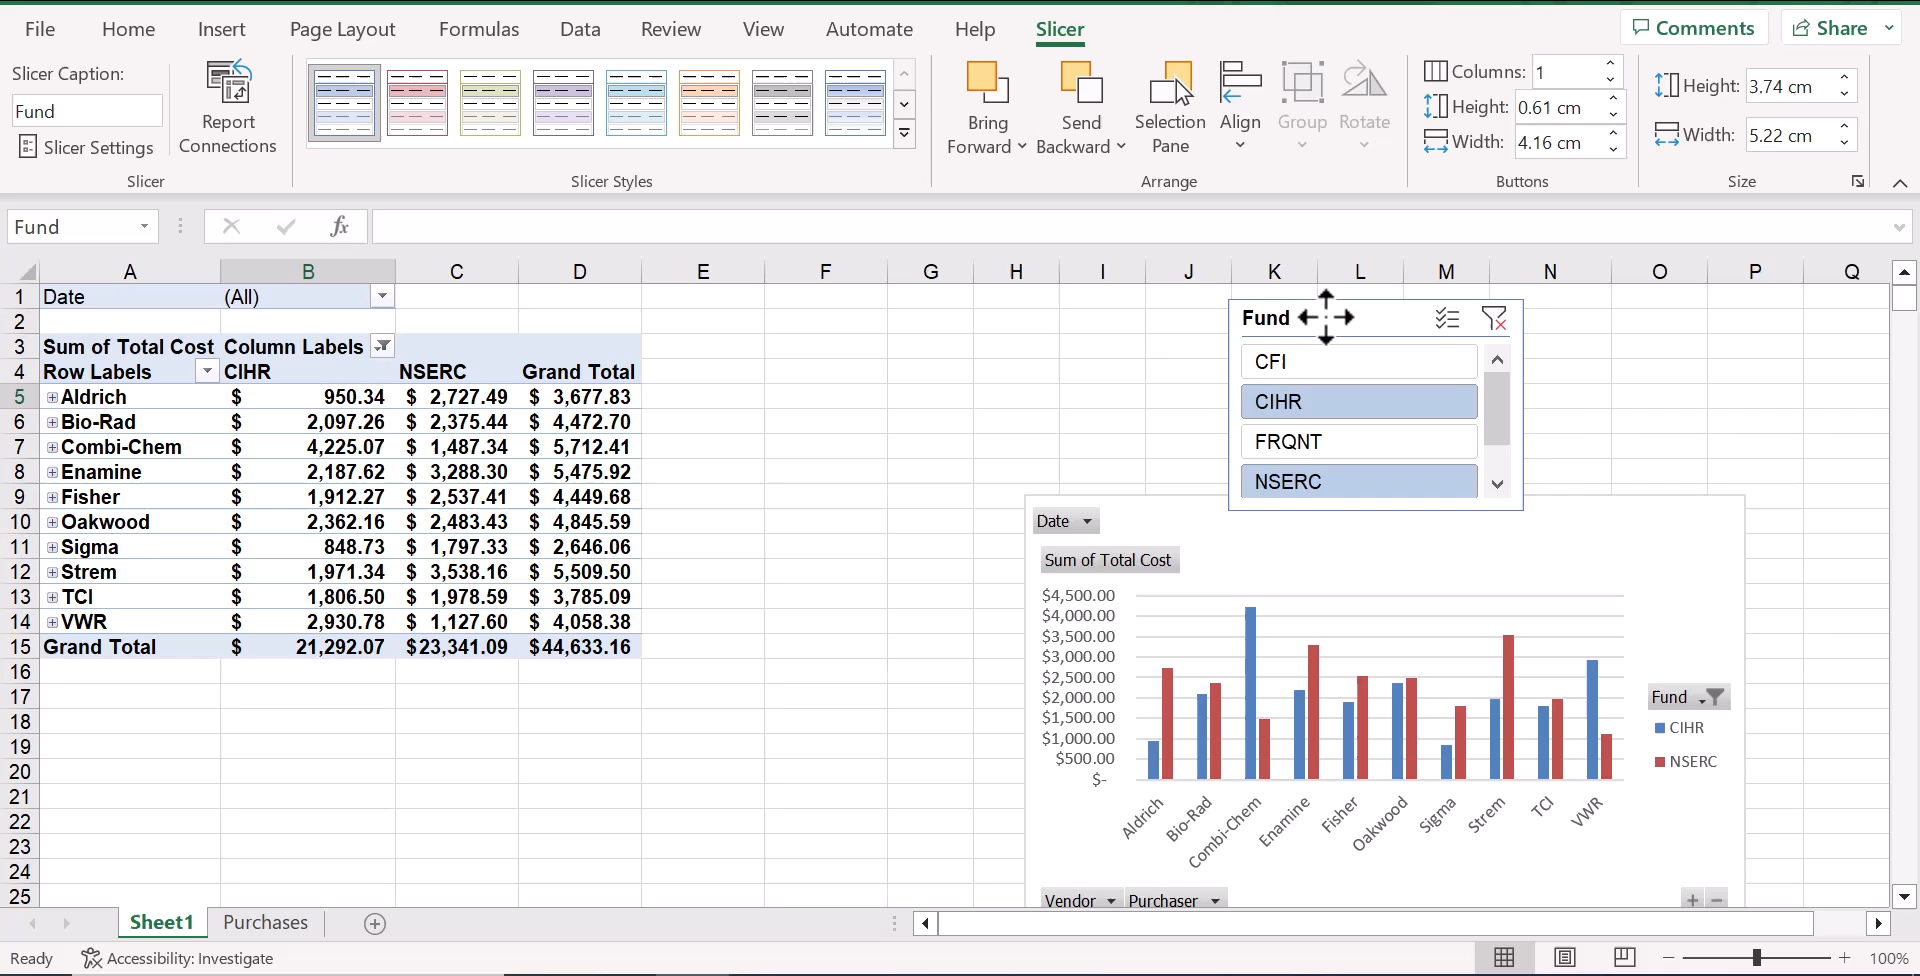 File Home Insert Page Layout Formulas Data Review View Automate Help Slicer Comments Share
Slicer Caption:
Fund
Slicer Settings
Report
Connections
Slicer
Slicer Styles
Bring
Forward
Send
Backward
Selection
Pane
Align
Group
Rotate
Arrange
Columns: 1
Height: 0.61 cm
Width: 4.16 cm
Buttons
Height: 3.74 cm
Width: 5.22 cm
Size
Fund fx
A B C D E F G H I J K L M N O P Q
1 Date (All)
2
3 Sum of Total Cost Column Labels
4 Row Labels CIHR NSERC Grand Total
5 Aldrich $ 950.34 $ 2,727.49 $ 3,677.83
6 Bio-Rad $ 2,097.26 $ 2,375.44 $ 4,472.70
7 Combi-Chem $ 4,225.07 $ 1,487.34 $ 5,712.41
8 Enamine $ 2,187.62 $ 3,288.30 $ 5,475.92
9 Fisher $ 1,912.27 $ 2,537.41 $ 4,449.68
10 Oakwood $ 2,362.16 $ 2,483.43 $ 4,845.59
11 Sigma $ 848.73 $ 1,797.33 $ 2,646.06
12 Strem $ 1,971.34 $ 3,538.16 $ 5,509.50
13 TCI $ 1,806.50 $ 1,978.59 $ 3,785.09
14 VWR $ 2,930.78 $ 1,127.60 $ 4,058.38
15 Grand Total $ 21,292.07 $23,341.09 $44,633.16
16
17
18
19
20
21
22
23
24
25
Fund
CFI
CIHR
FRQNT
NSERC
Date
Sum of Total Cost
$4,500.00
$4,000.00
$3,500.00
$3,000.00
$2,500.00
$2,000.00
$1,500.00
$1,000.00
$500.00
$-
Aldrich Bio-Rad Combi-Chem Enamine Fisher Oakwood Sigma Strem TCI VWR
Fund
CIHR
NSERC
Vendor Purchaser
Sheet1 Purchases
Ready Accessibility: Investigate 100%